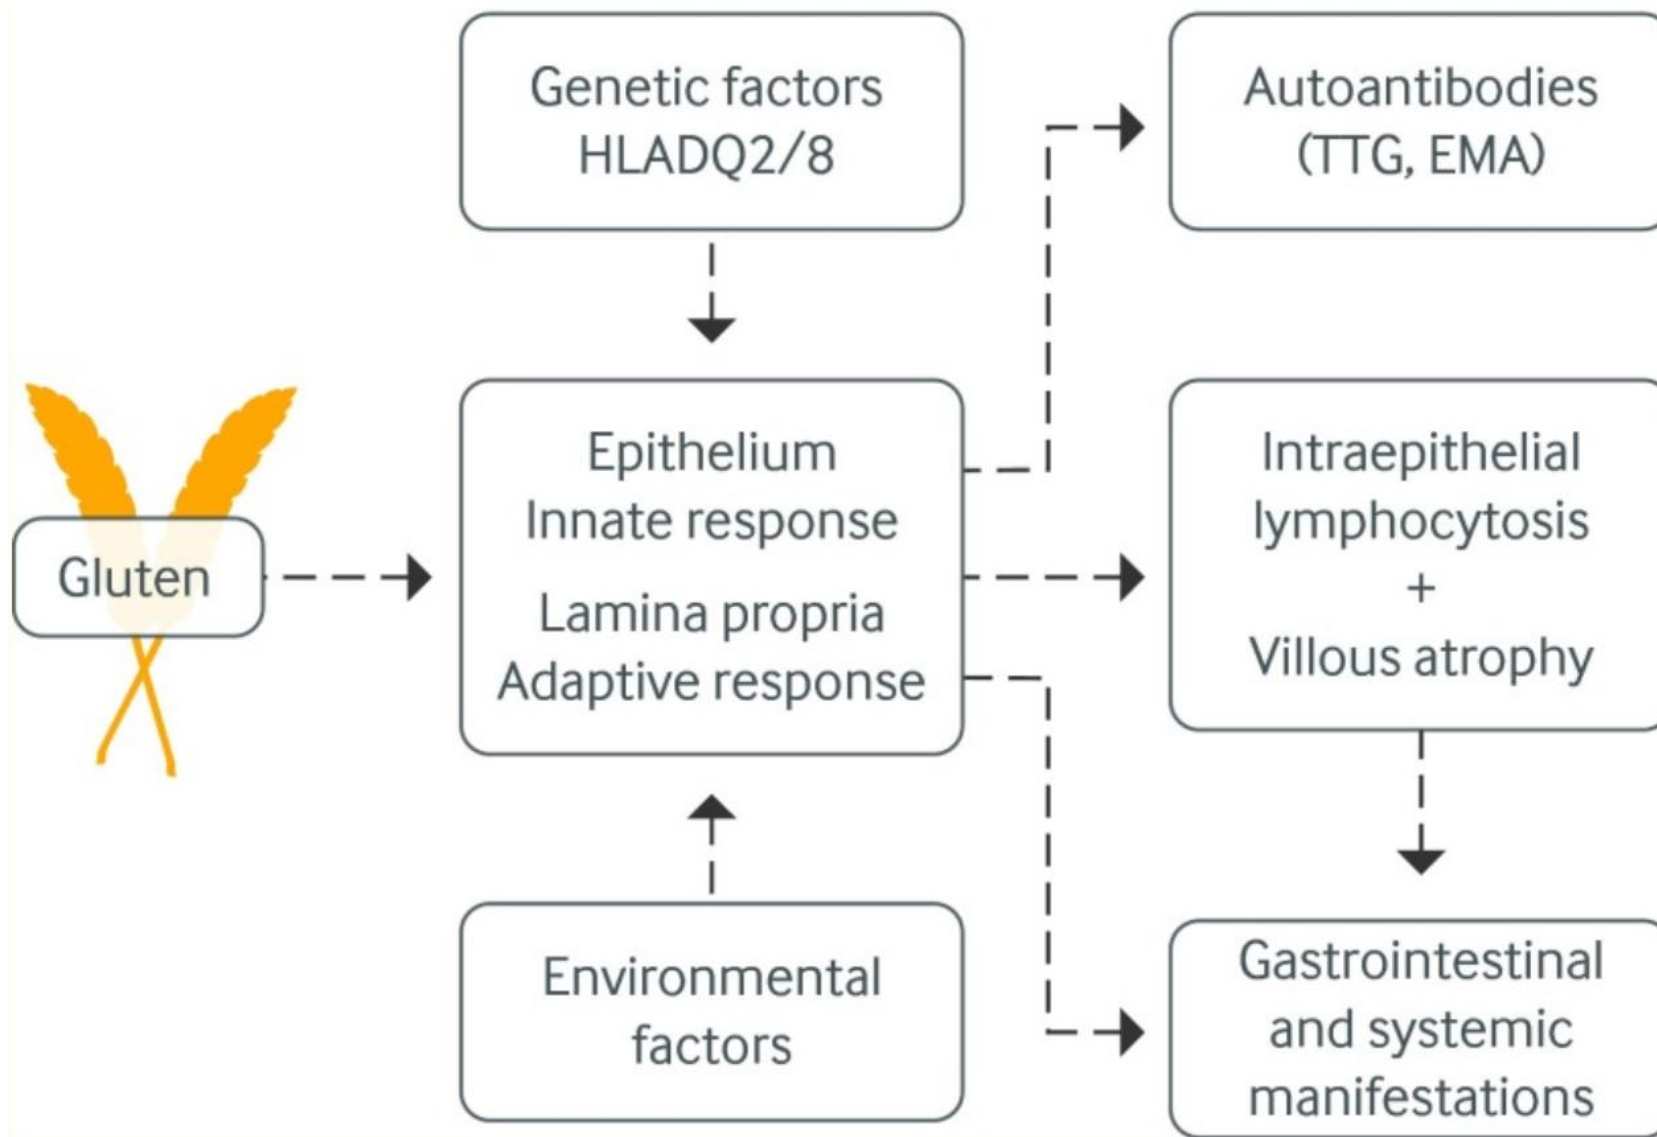 Genetic factors
HLADQ2/8
Autoantibodies
(TTG, EMA)
Gluten
Epithelium
Innate response
Lamina propria
Adaptive response
Intraepithelial
lymphocytosis
+
Villous atrophy
Environmental
factors
Gastrointestinal
and systemic
manifestations